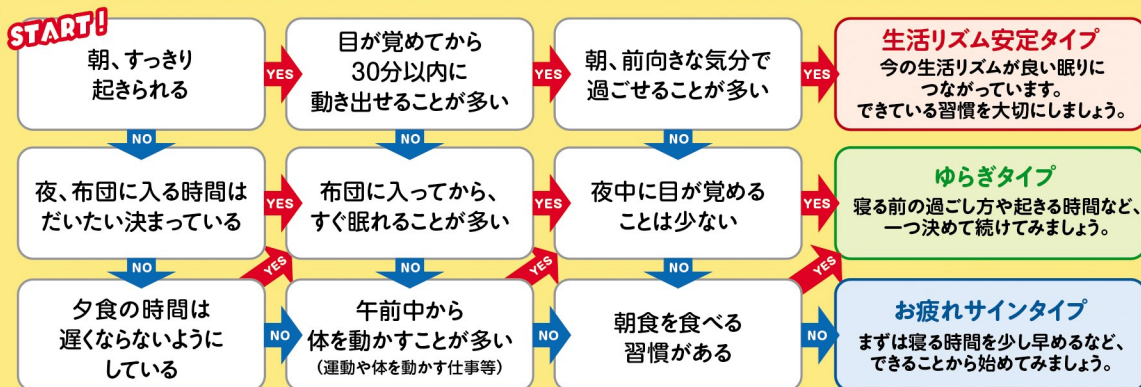 START!
朝、すっきり
起きられる
YES
目が覚めてから
30分以内に
動き出せることが多い
YES
朝、前向きな気分で
過ごせることが多い
YES
生活リズム安定タイプ
今の生活リズムが良い眠りに
つながっています。
できている習慣を大切にしましょう。
NO
NO
NO
夜、布団に入る時間は
だいたい決まっている
YES
布団に入ってから、
すぐ眠れることが多い
YES
夜中に目が覚める
ことは少ない
YES
ゆらぎタイプ
寝る前の過ごし方や起きる時間など、
一つ決めて続けてみましょう。
NO
YES
NO
YES
NO
YES
夕食の時間は
遅くならないように
している
NO
午前中から
体を動かすことが多い
(運動や体を動かす仕事等)
NO
朝食を食べる
習慣がある
NO
お疲れサインタイプ
まずは寝る時間を少し早めるなど、
できることから始めてみましょう。